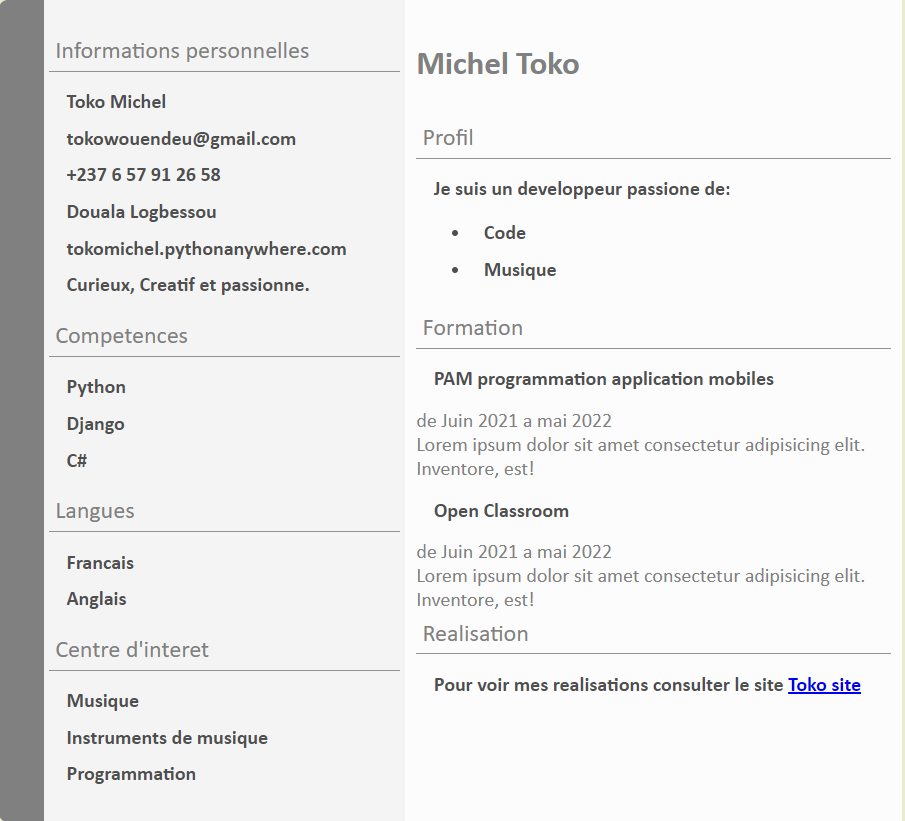 Informations personnelles
Toko Michel
tokowouendeu@gmail.com
+237 6 57 91 26 58
Douala Logbessou
tokomichel.pythonanywhere.com
Curieux, Creatif et passionne.
Competences
Python
Django
C#
Langues
Francais
Anglais
Centre d'interet
Musique
Instruments de musique
Programmation
Michel Toko
Profil
Je suis un developpeur passione de:
• Code
• Musique
Formation
PAM programmation application mobiles
de Juin 2021 a mai 2022
Lorem ipsum dolor sit amet consectetur adipisicing elit.
Inventore, est!
Open Classroom
de Juin 2021 a mai 2022
Lorem ipsum dolor sit amet consectetur adipisicing elit.
Inventore, est!
Realisation
Pour voir mes realisations consulter le site Toko site